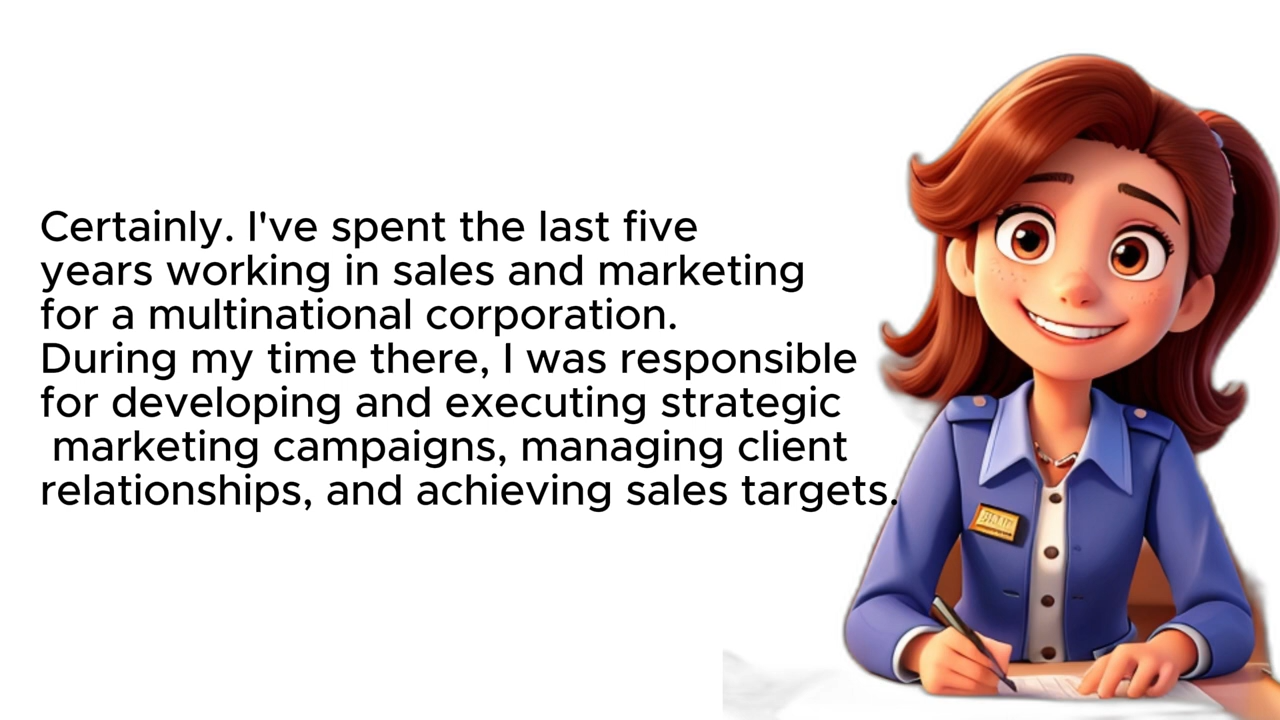 Certainly. I've spent the last five
years working in sales and marketing
for a multinational corporation.
During my time there, I was responsible
for developing and executing strategic
marketing campaigns, managing client
relationships, and achieving sales targets.